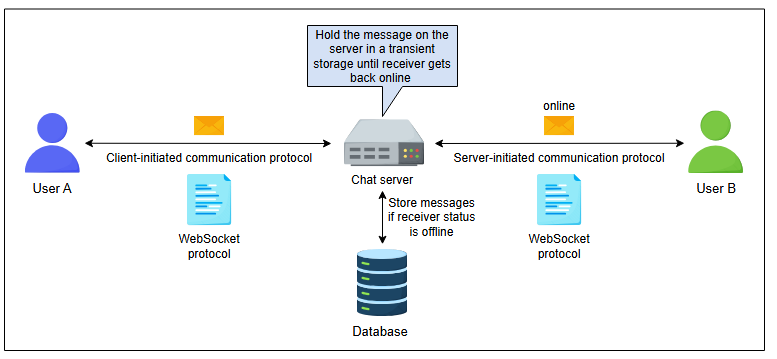 Hold the message on the
server in a transient
storage until receiver gets
back online
online
Client-initiated communication protocol
Server-initiated communication protocol
User A
Chat server
User B
Store messages
if receiver status
is offline
WebSocket
protocol
WebSocket
protocol
Database